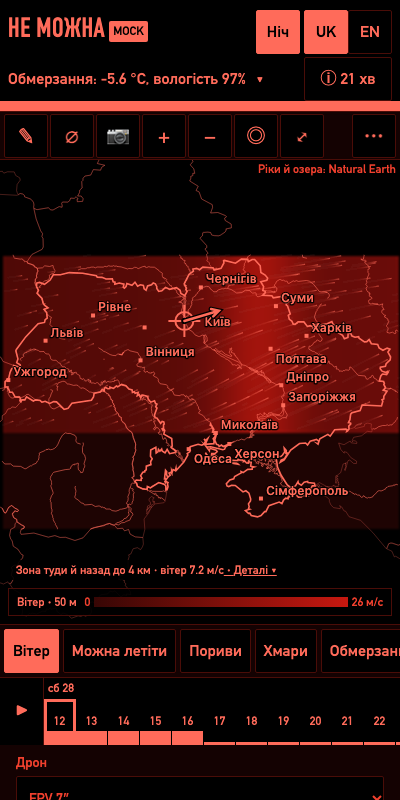 НЕ МОЖНА МОСК
Ніч UK EN
Обмерзання: -5.6 °C, вологість 97% ▾
ⓘ 21 хв
Ріки й озера: Natural Earth
Чернігів
Суми
Рівне
Київ
Харків
Львів
Вінниця
Полтава
Ужгород
Дніпро
Запоріжжя
Миколаїв
Одеса
Херсон
Сімферополь
Зона туди й назад до 4 км · вітер 7.2 м/с · Деталі ▾
Вітер · 50 м 0 26 м/с
Вітер Можна летіти Пориви Хмари Обмерзан
сб 28
12 13 14 15 16 17 18 19 20 21 22
Дрон
FPV 7″